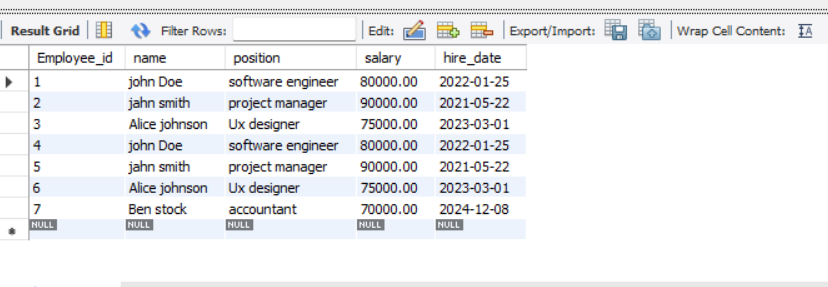 Result Grid Filter Rows: Edit: Export/Import: Wrap Cell Content: IA
Employee_id name position salary hire_date
1 john Doe software engineer 80000.00 2022-01-25
2 jahn smith project manager 90000.00 2021-05-22
3 Alice johnson Ux designer 75000.00 2023-03-01
4 john Doe software engineer 80000.00 2022-01-25
5 jahn smith project manager 90000.00 2021-05-22
6 Alice johnson Ux designer 75000.00 2023-03-01
7 Ben stock accountant 70000.00 2024-12-08
NULL NULL NULL NULL NULL